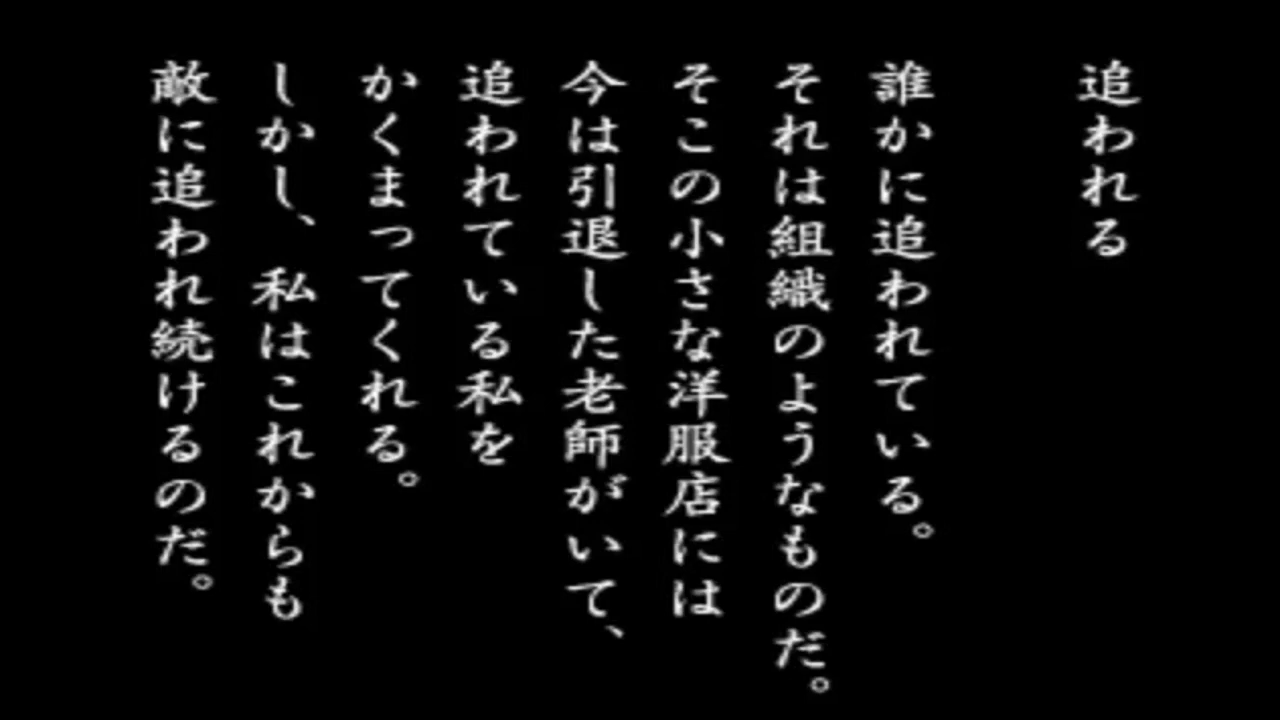 追われる
誰かに追われている。
それは組織のようなものだ。
そこの小さな洋服店には
今は引退した老師がいて、
追われている私を
かくまってくれる。
しかし、私はこれからも
敵に追われ続けるのだ。